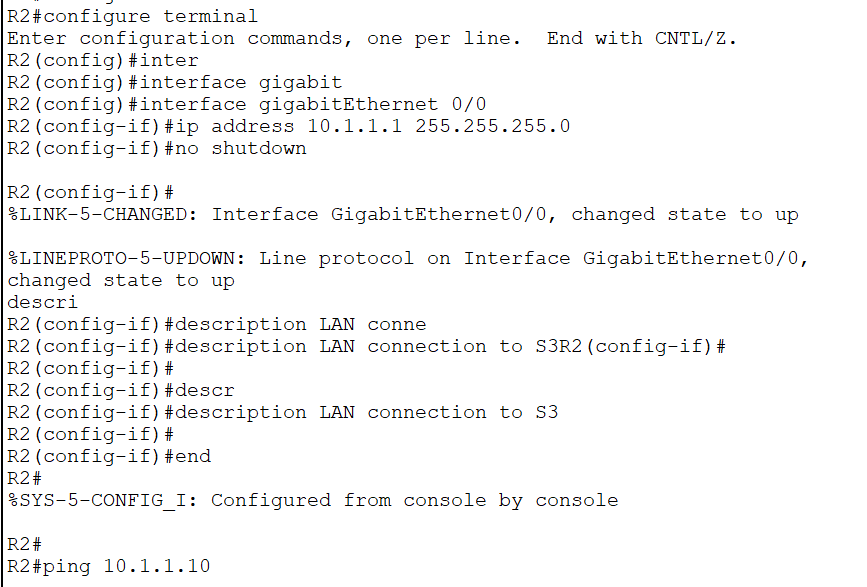 R2#configure terminal
Enter configuration commands, one per line.  End with CNTL/Z.
R2(config)#inter
R2(config)#interface gigabit
R2(config)#interface gigabitEthernet 0/0
R2(config-if)#ip address 10.1.1.1 255.255.255.0
R2(config-if)#no shutdown
R2(config-if)#
%LINK-5-CHANGED: Interface GigabitEthernet0/0, changed state to up
%LINEPROTO-5-UPDOWN: Line protocol on Interface GigabitEthernet0/0,
changed state to up
descri
R2(config-if)#description LAN conne
R2(config-if)#description LAN connection to S3R2(config-if)#
R2(config-if)#
R2(config-if)#descr
R2(config-if)#description LAN connection to S3
R2(config-if)#
R2(config-if)#end
R2#
%SYS-5-CONFIG_I: Configured from console by console
R2#
R2#ping 10.1.1.10